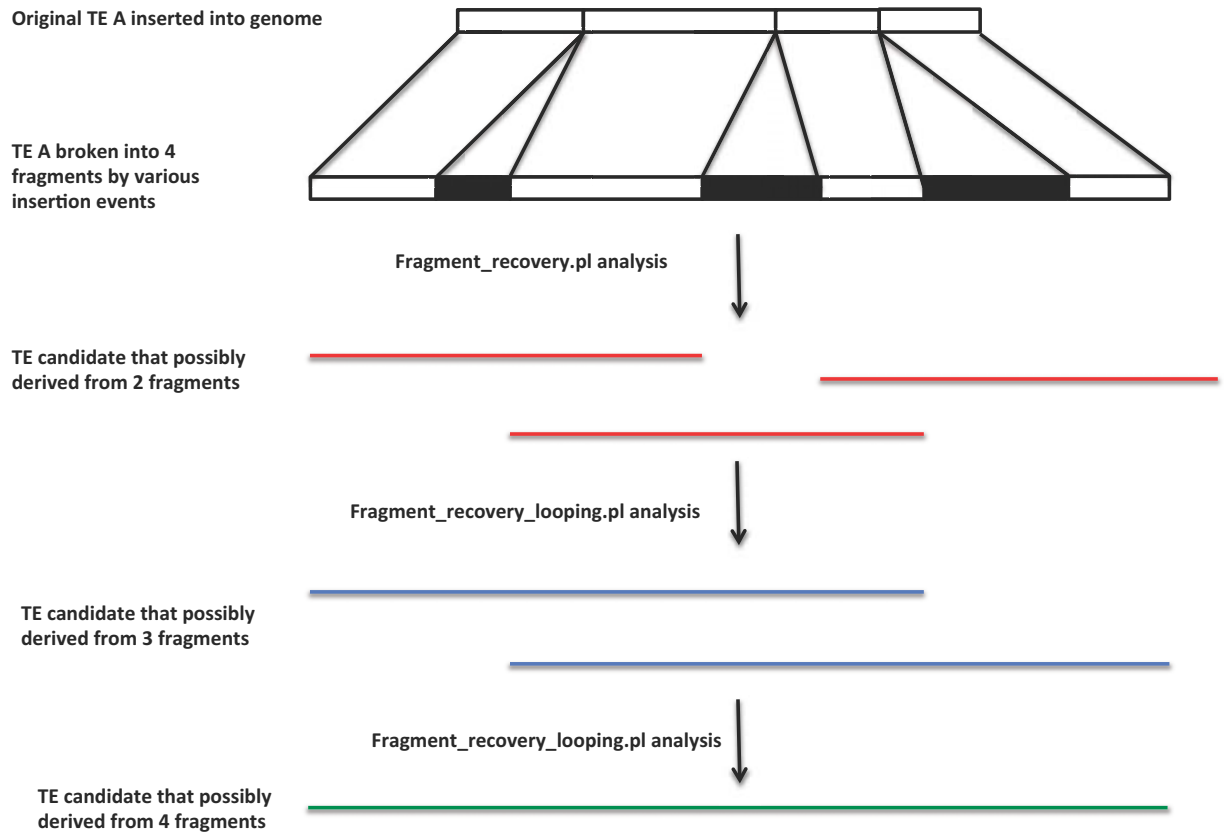 Original TE A inserted into genome
TE A broken into 4
fragments by various
insertion events
Fragment_recovery.pl analysis
TE candidate that possibly
derived from 2 fragments
Fragment_recovery_looping.pl analysis
TE candidate that possibly
derived from 3 fragments
Fragment_recovery_looping.pl analysis
TE candidate that possibly
derived from 4 fragments